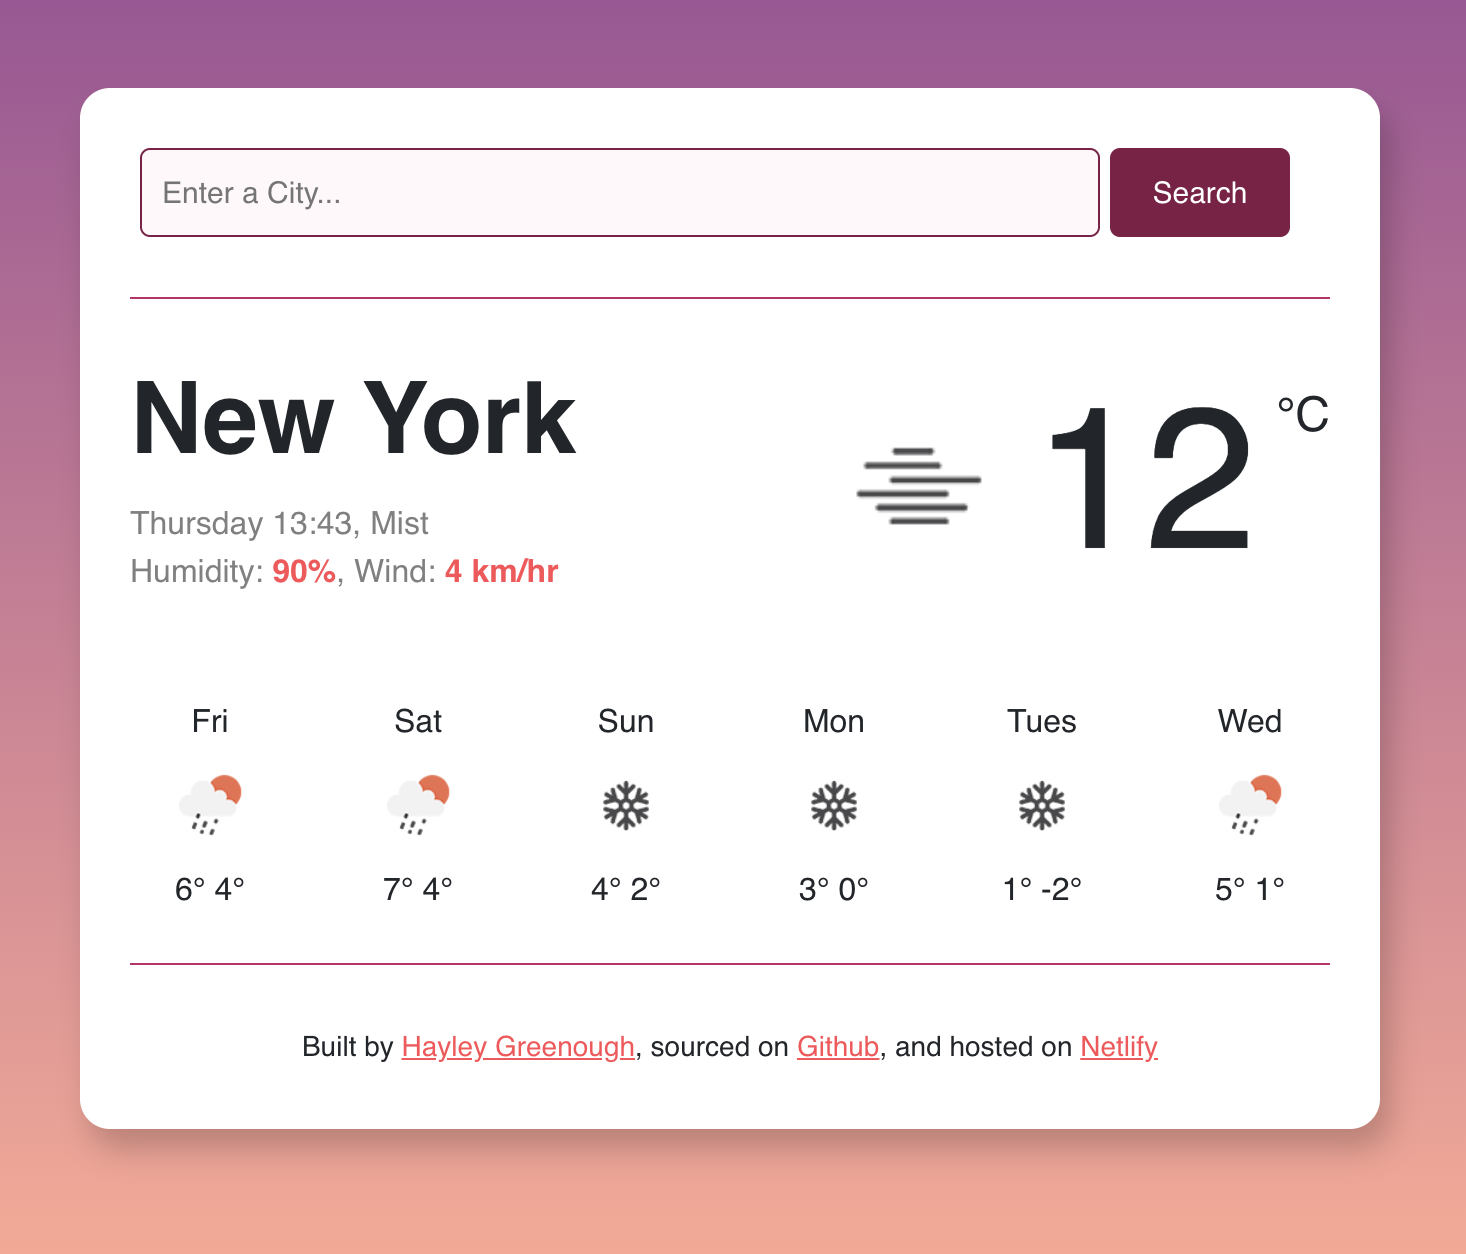 Enter a City...
Search
New York
12 °C
Thursday 13:43, Mist
Humidity: 90%, Wind: 4 km/hr
Fri Sat Sun Mon Tues Wed
6° 4° 7° 4° 4° 2° 3° 0° 1° -2° 5° 1°
Built by Hayley Greenough, sourced on Github, and hosted on Netlify